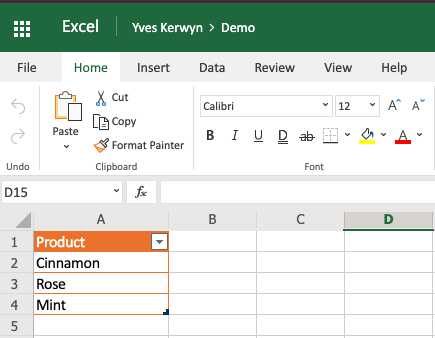 Excel Yves Kerwyn > Demo
File Home Insert Data Review View Help
Cut
Copy
Paste
Format Painter
Calibri 12 A A
B I U D ab A
Undo Clipboard Font
D15 fx
A B C D
1 Product
2 Cinnamon
3 Rose
4 Mint
5